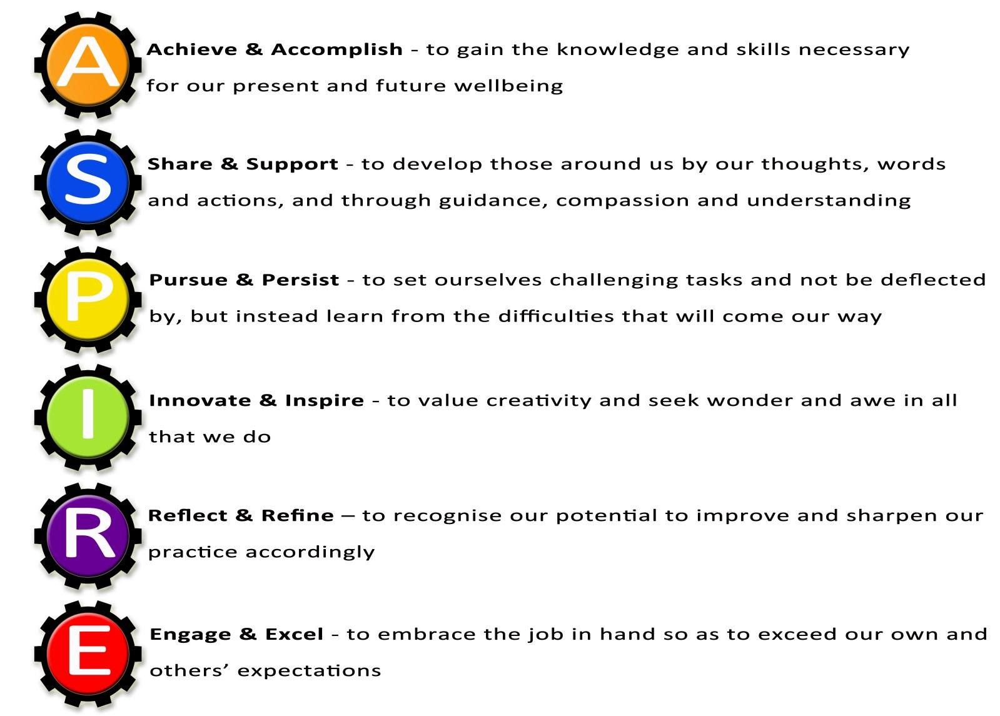 A
Achieve & Accomplish - to gain the knowledge and skills necessary
for our present and future wellbeing
S
Share & Support - to develop those around us by our thoughts, words
and actions, and through guidance, compassion and understanding
P
Pursue & Persist - to set ourselves challenging tasks and not be deflected
by, but instead learn from the difficulties that will come our way
I
Innovate & Inspire - to value creativity and seek wonder and awe in all
that we do
R
Reflect & Refine – to recognise our potential to improve and sharpen our
practice accordingly
E
Engage & Excel - to embrace the job in hand so as to exceed our own and
others’ expectations